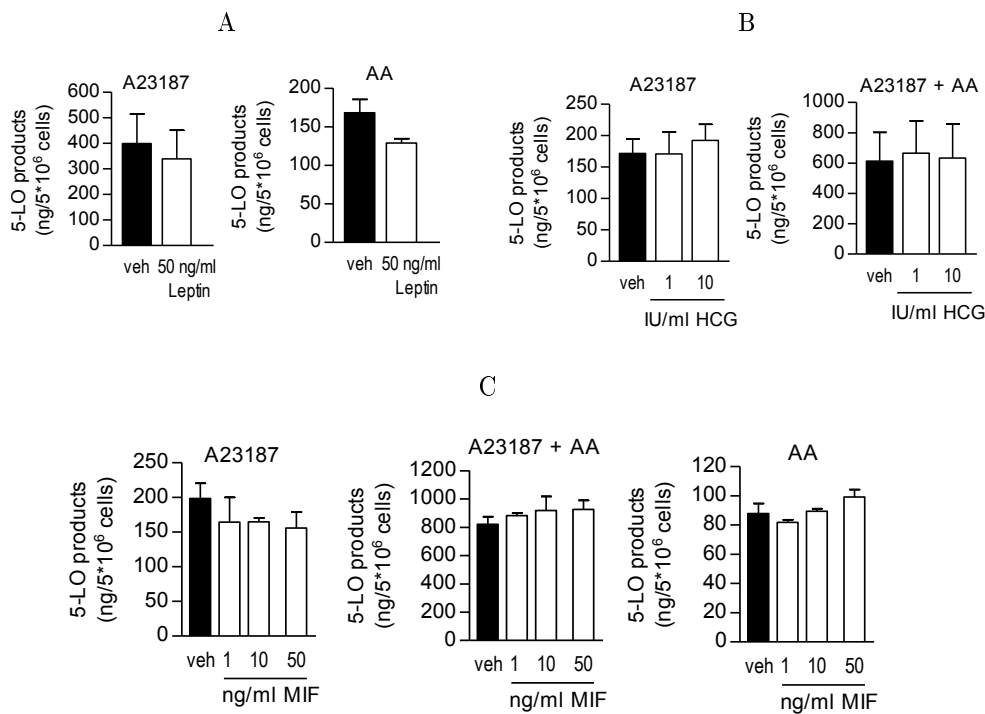 A
A23187
5-LO products
(ng/5*10⁶ cells)
600
500
400
300
200
100
0
veh 50 ng/ml
Leptin
AA
5-LO products
(ng/5*10⁶ cells)
200
150
100
50
0
veh 50 ng/ml
Leptin
B
A23187
5-LO products
(ng/5*10⁶ cells)
250
200
150
100
50
0
veh 1 10
IU/ml HCG
A23187 + AA
5-LO products
(ng/5*10⁶ cells)
1000
800
600
400
200
0
veh 1 10
IU/ml HCG
C
A23187
5-LO products
(ng/5*10⁶ cells)
250
200
150
100
50
0
veh 1 10 50
ng/ml MIF
A23187 + AA
5-LO products
(ng/5*10⁶ cells)
1200
1000
800
600
400
200
0
veh 1 10 50
ng/ml MIF
AA
5-LO products
(ng/5*10⁶ cells)
120
100
80
60
40
20
0
veh 1 10 50
ng/ml MIF